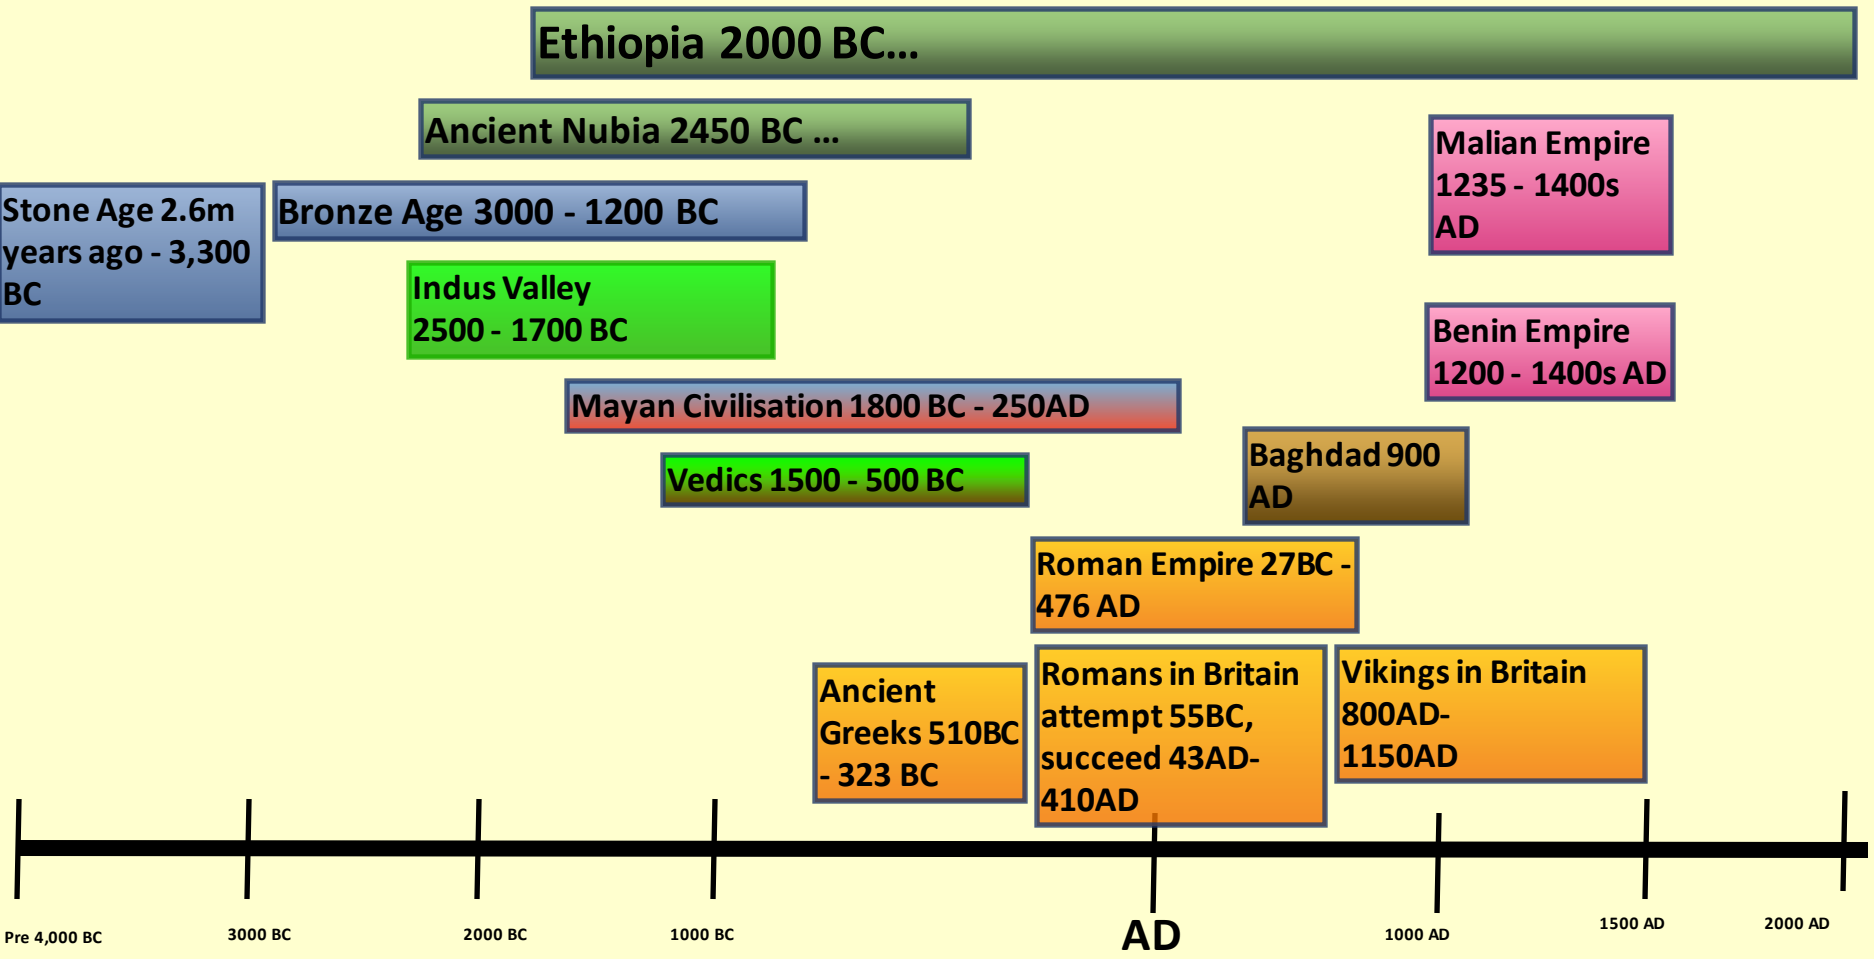 Ethiopia 2000 BC...
Ancient Nubia 2450 BC ...
Malian Empire
1235 - 1400s
AD
Stone Age 2.6m
years ago - 3,300
BC
Bronze Age 3000 - 1200 BC
Indus Valley
2500 - 1700 BC
Benin Empire
1200 - 1400s AD
Mayan Civilisation 1800 BC - 250AD
Baghdad 900
AD
Vedics 1500 - 500 BC
Roman Empire 27BC -
476 AD
Ancient
Greeks 510BC
- 323 BC
Romans in Britain
attempt 55BC,
succeed 43AD-
410AD
Vikings in Britain
800AD-
1150AD
Pre 4,000 BC
3000 BC
2000 BC
1000 BC
AD
1000 AD
1500 AD
2000 AD